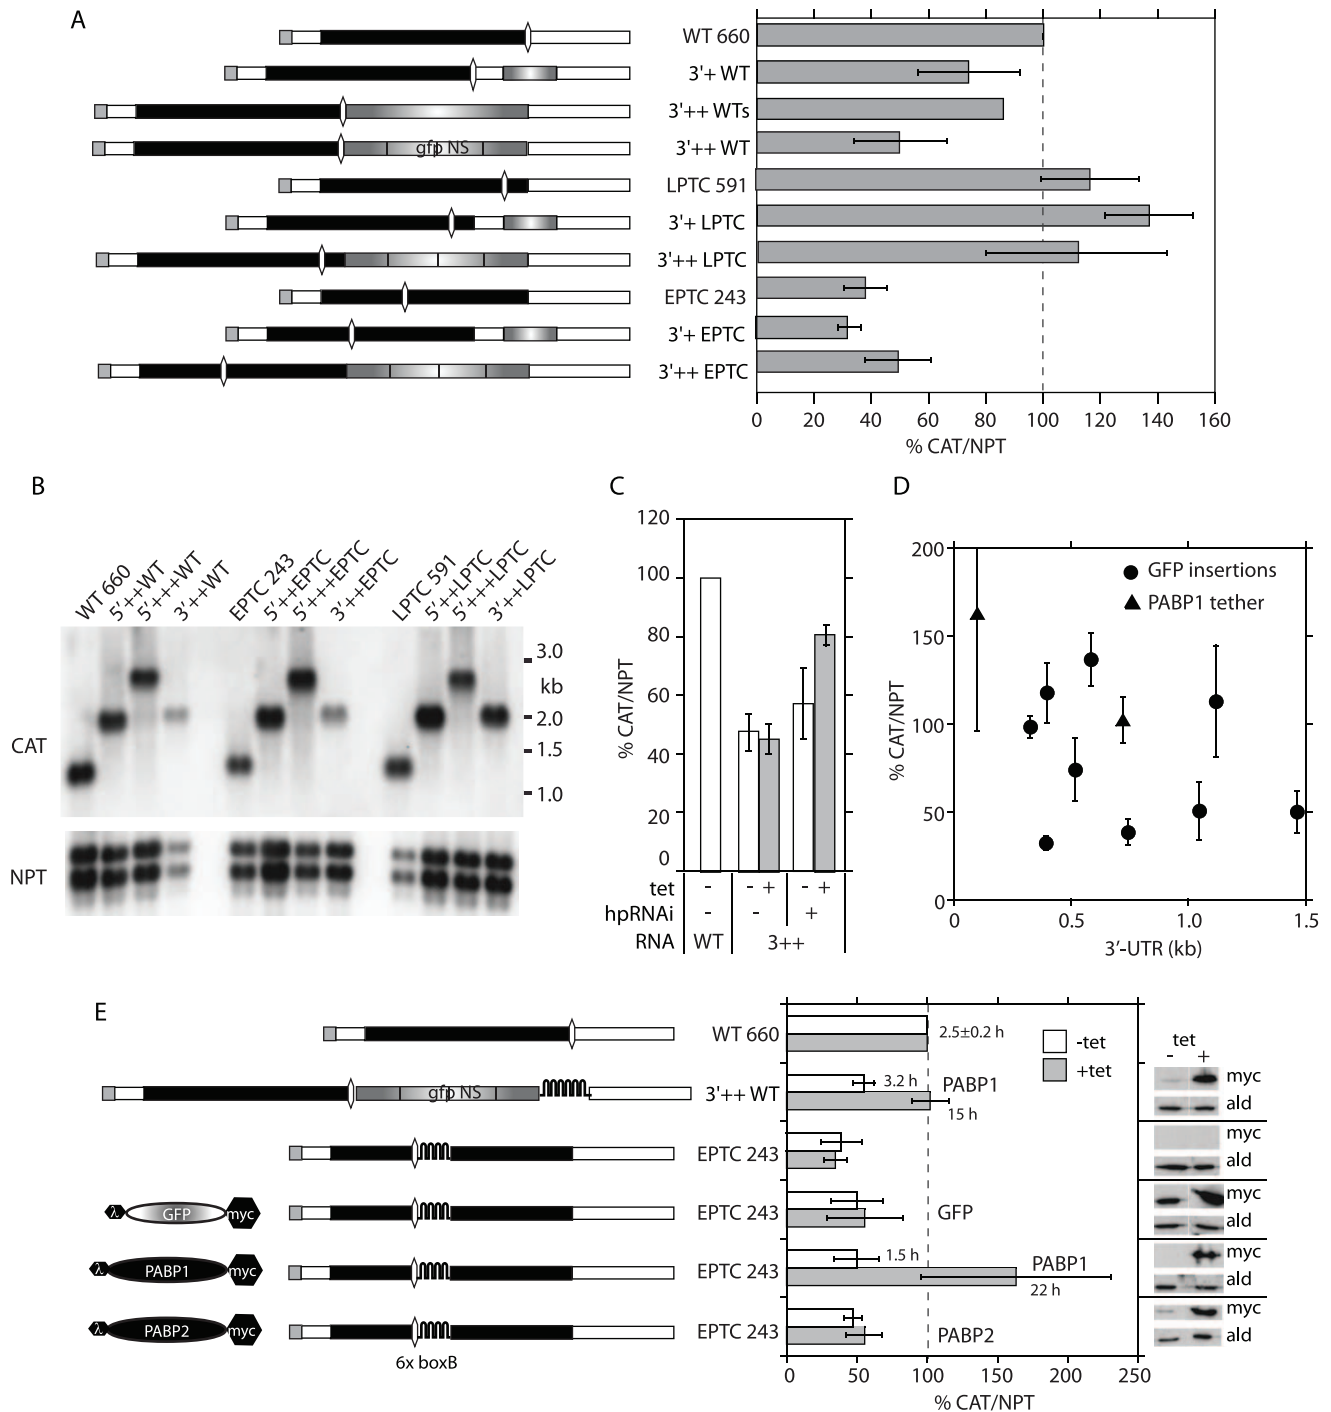 A
WT 660
3'+ WT
3'++ WTs
gfp NS
3'++ WT
LPTC 591
3'+ LPTC
3'++ LPTC
EPTC 243
3'+ EPTC
3'++ EPTC
0 20 40 60 80 100 120 140 160
% CAT/NPT
B
WT 660
5'++WT
5'+++WT
3'++WT
EPTC 243
5'++EPTC
5'+++EPTC
3'++EPTC
LPTC 591
5'++LPTC
5'+++LPTC
3'++LPTC
3.0
kb
2.0
1.5
1.0
CAT
NPT
C
120
100
80
60
40
20
0
% CAT/NPT
tet - - + - +
hpRNAi - - +
RNA WT 3++
D
200
150
100
50
0
% CAT/NPT
GFP insertions
PABP1 tether
0 0.5 1.0 1.5
3'-UTR (kb)
E
WT 660
2.5±0.2 h
-tet
+tet
gfp NS
3'++ WT
3.2 h
PABP1
15 h
EPTC 243
λ GFP myc
EPTC 243
GFP
λ PABP1 myc
EPTC 243
1.5 h
PABP1
22 h
λ PABP2 myc
EPTC 243
PABP2
6x boxB
0 50 100 150 200 250
% CAT/NPT
tet
- +
myc
ald
myc
ald
myc
ald
myc
ald
myc
ald